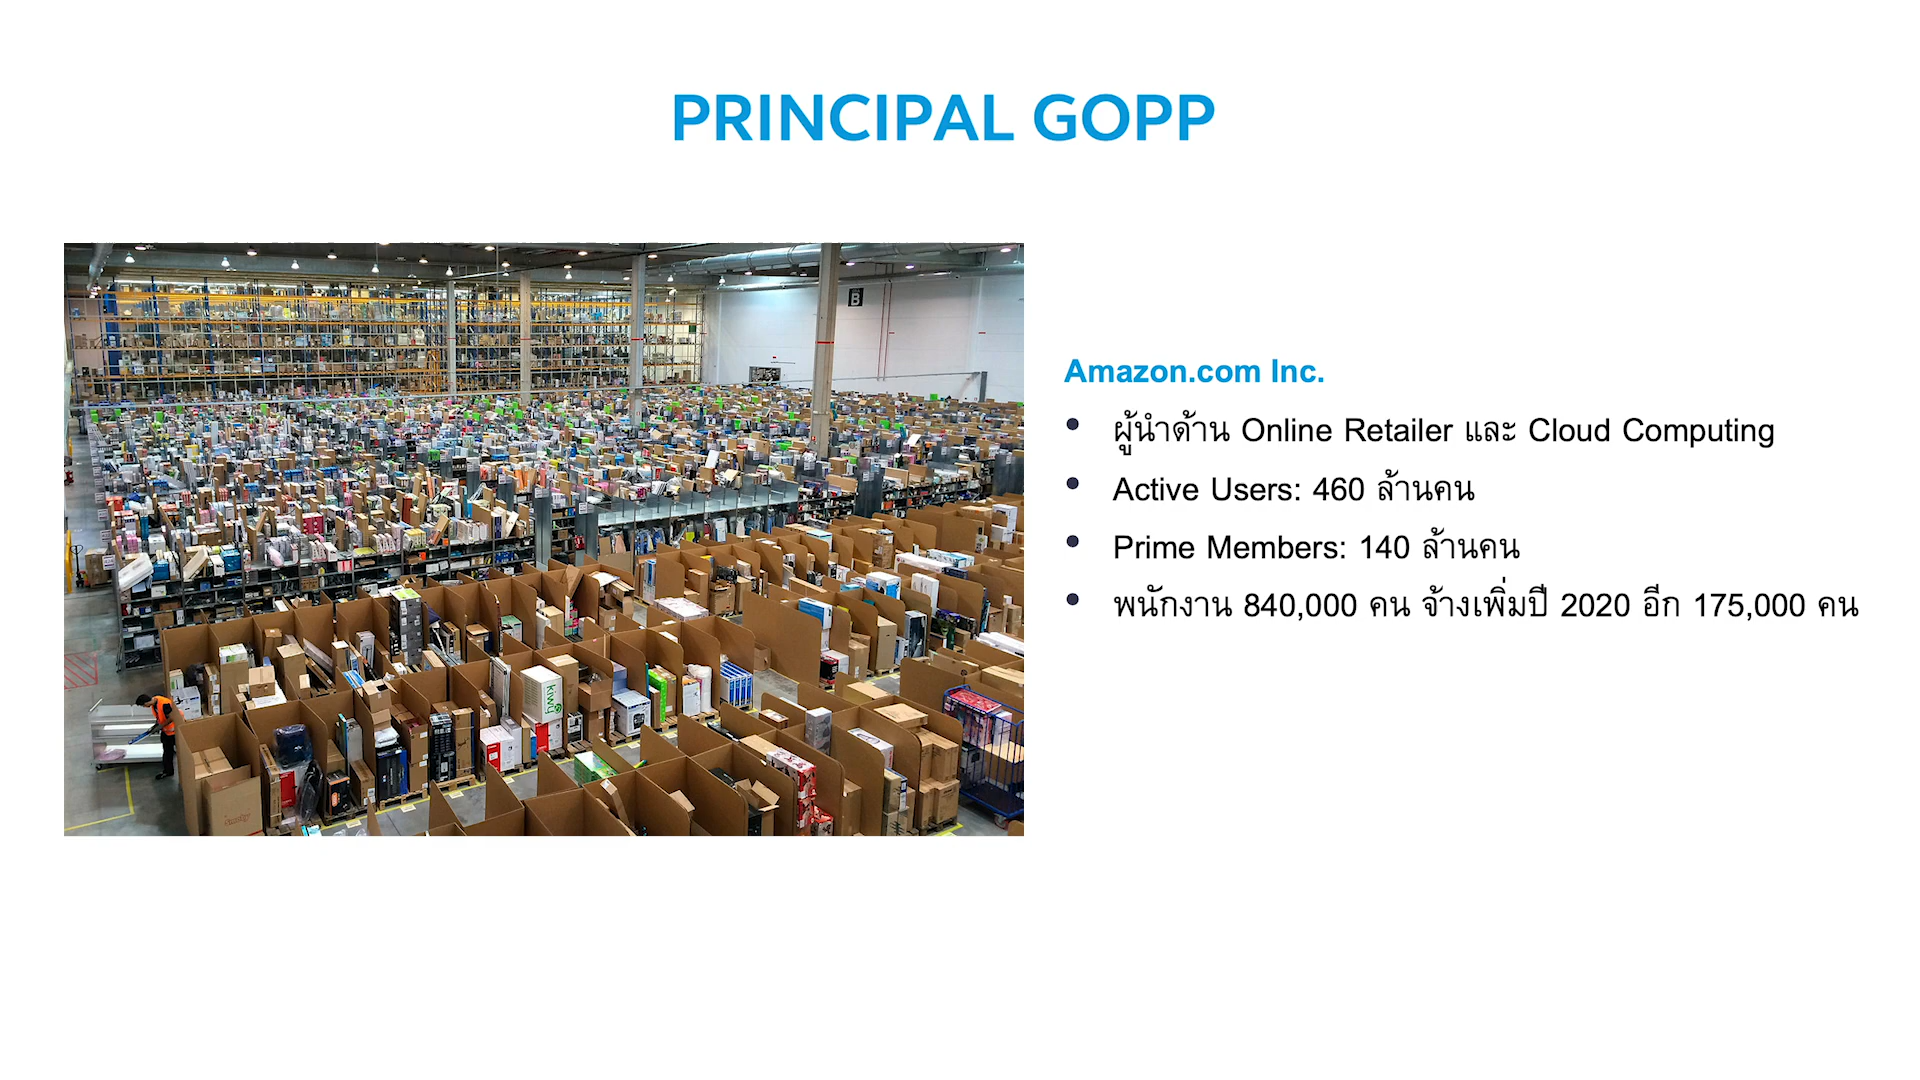 PRINCIPAL GOPP
B
Amazon.com Inc.
• ผู้นำด้าน Online Retailer และ Cloud Computing
• Active Users: 460 ล้านคน
• Prime Members: 140 ล้านคน
• พนักงาน 840,000 คน จ้างเพิ่มปี 2020 อีก 175,000 คน
kiwy